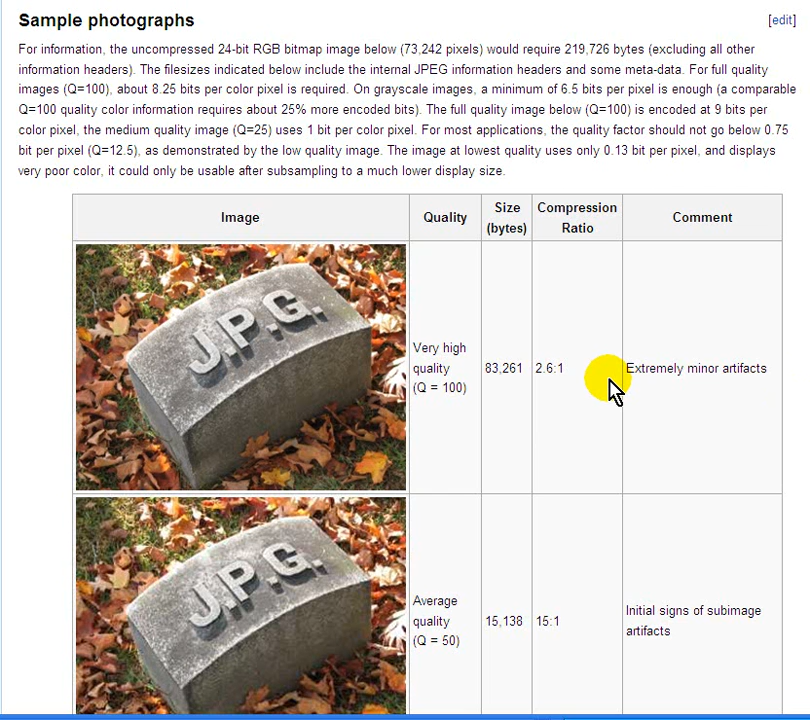 Sample photographs
[edit]
For information, the uncompressed 24-bit RGB bitmap image below (73,242 pixels) would require 219,726 bytes (excluding all other
information headers). The filesizes indicated below include the internal JPEG information headers and some meta-data. For full quality
images (Q=100), about 8.25 bits per color pixel is required. On grayscale images, a minimum of 6.5 bits per pixel is enough (a comparable
Q=100 quality color information requires about 25% more encoded bits). The full quality image below (Q=100) is encoded at 9 bits per
color pixel, the medium quality image (Q=25) uses 1 bit per color pixel. For most applications, the quality factor should not go below 0.75
bit per pixel (Q=12.5), as demonstrated by the low quality image. The image at lowest quality uses only 0.13 bit per pixel, and displays
very poor color, it could only be usable after subsampling to a much lower display size.
Image
Quality
Size
(bytes)
Compression
Ratio
Comment
J.P.G.
Very high
quality
(Q = 100)
83,261
2.6:1
Extremely minor artifacts
J.P.G.
Average
quality
(Q = 50)
15,138
15:1
Initial signs of subimage
artifacts